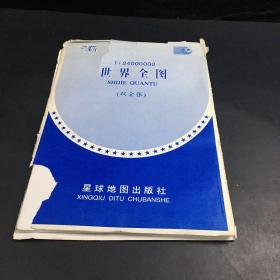 1:24000000
世界全图
SHIJIE QUANTU
(双全张)
星球地图出版社
XINGQIU DITU CHUBANSHE